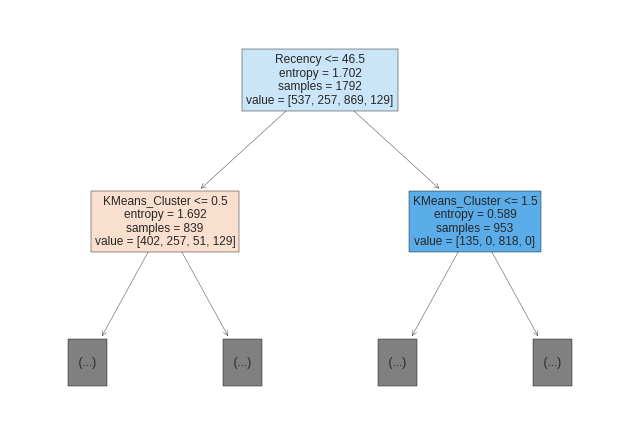 Recency <= 46.5
entropy = 1.702
samples = 1792
value = [537, 257, 869, 129]
KMeans_Cluster <= 0.5
entropy = 1.692
samples = 839
value = [402, 257, 51, 129]
KMeans_Cluster <= 1.5
entropy = 0.589
samples = 953
value = [135, 0, 818, 0]
(...)
(...)
(...)
(...)